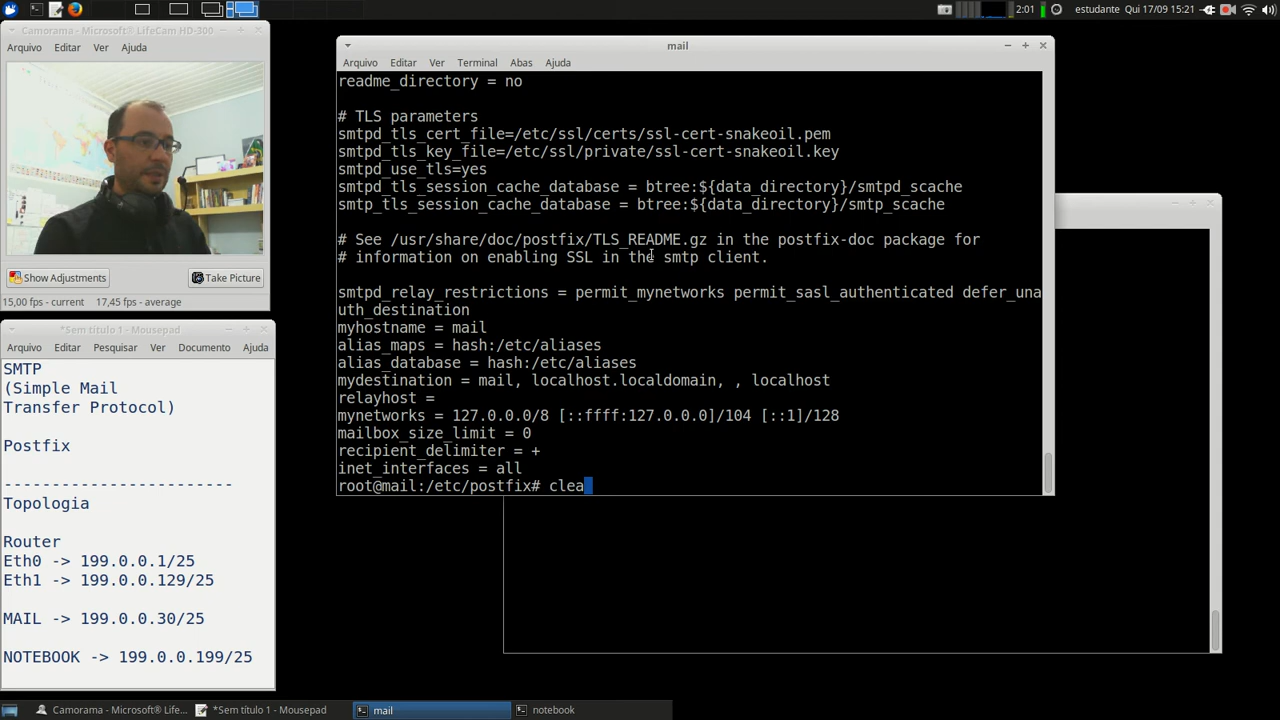 2:01 estudante Qui 17/09 15:21
Camorama - Microsoft® LifeCam HD-300
Arquivo Editar Ver Ajuda
Show Adjustments Take Picture
15,00 fps - current 17,45 fps - average
*Sem título 1 - Mousepad
Arquivo Editar Pesquisar Ver Documento Ajuda
SMTP
(Simple Mail
Transfer Protocol)
Postfix
------------------------
Topologia
Router
Eth0 -> 199.0.0.1/25
Eth1 -> 199.0.0.129/25
MAIL -> 199.0.0.30/25
NOTEBOOK -> 199.0.0.199/25
mail
Arquivo Editar Ver Terminal Abas Ajuda
readme_directory = no
# TLS parameters
smtpd_tls_cert_file=/etc/ssl/certs/ssl-cert-snakeoil.pem
smtpd_tls_key_file=/etc/ssl/private/ssl-cert-snakeoil.key
smtpd_use_tls=yes
smtpd_tls_session_cache_database = btree:${data_directory}/smtpd_scache
smtp_tls_session_cache_database = btree:${data_directory}/smtp_scache
# See /usr/share/doc/postfix/TLS_README.gz in the postfix-doc package for
# information on enabling SSL in the smtp client.
smtpd_relay_restrictions = permit_mynetworks permit_sasl_authenticated defer_una
uth_destination
myhostname = mail
alias_maps = hash:/etc/aliases
alias_database = hash:/etc/aliases
mydestination = mail, localhost.localdomain, , localhost
relayhost =
mynetworks = 127.0.0.0/8 [::ffff:127.0.0.0]/104 [::1]/128
mailbox_size_limit = 0
recipient_delimiter = +
inet_interfaces = all
root@mail:/etc/postfix# clea
Camorama - Microsoft® LifeC... *Sem título 1 - Mousepad mail notebook